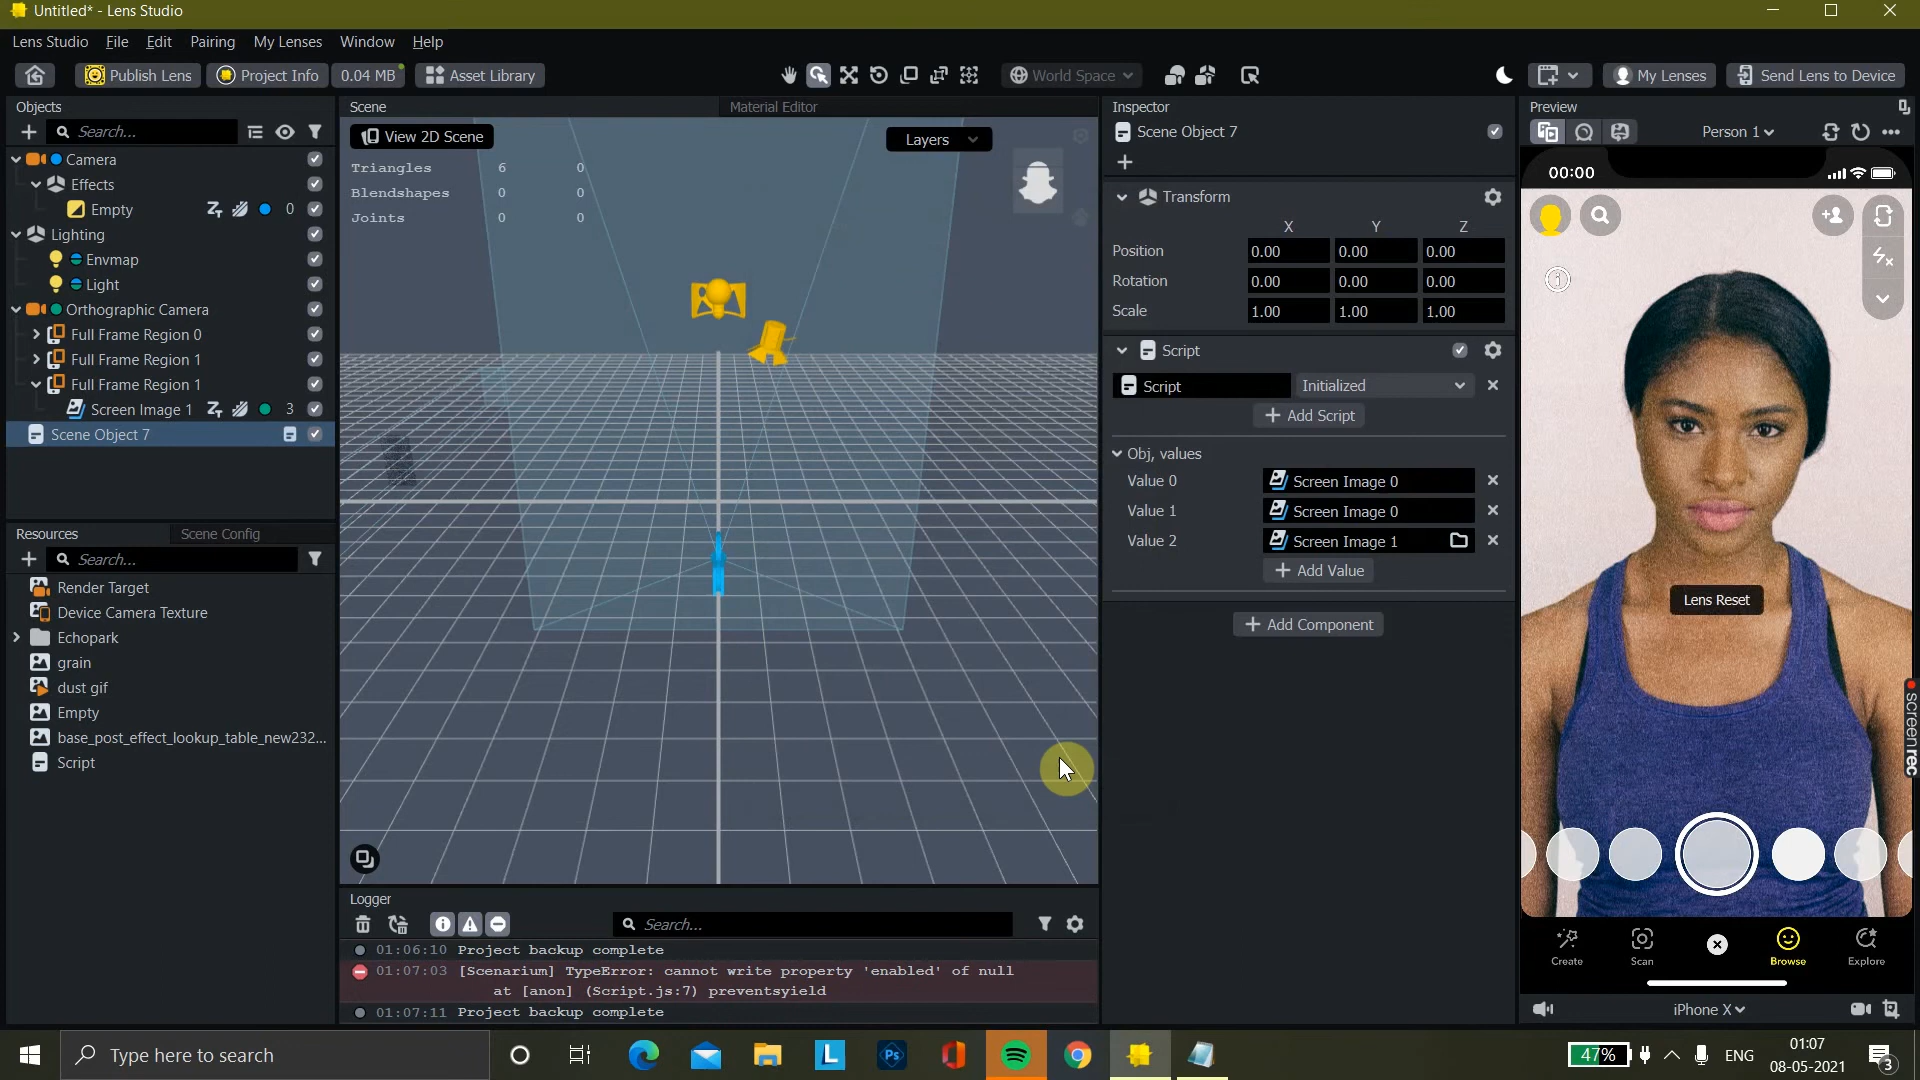 Untitled* - Lens Studio
Lens Studio File Edit Pairing My Lenses Window Help
Publish Lens Project Info 0.04 MB Asset Library World Space My Lenses Send Lens to Device
Objects
Search...
Camera
Effects
Empty 0
Lighting
Envmap
Light
Orthographic Camera
Full Frame Region 0
Full Frame Region 1
Full Frame Region 1
Screen Image 1 3
Scene Object 7
Resources Scene Config
Search...
Render Target
Device Camera Texture
Echopark
grain
dust gif
Empty
base_post_effect_lookup_table_new232...
Script
Scene Material Editor
View 2D Scene Layers
Triangles 6 0
Blendshapes 0 0
Joints 0 0
Logger
Search...
01:06:10 Project backup complete
01:07:03 [Scenarium] TypeError: cannot write property 'enabled' of null
at [anon] (Script.js:7) preventsyield
01:07:11 Project backup complete
Inspector
Scene Object 7
Transform
X Y Z
Position 0.00 0.00 0.00
Rotation 0.00 0.00 0.00
Scale 1.00 1.00 1.00
Script
Script Initialized
Add Script
Obj, values
Value 0 Screen Image 0
Value 1 Screen Image 0
Value 2 Screen Image 1
Add Value
Add Component
Preview
Person 1
00:00
Lens Reset
Create Scan Browse Explore
iPhone X
screenrec
Type here to search
L
Ps
47%
ENG
01:07
08-05-2021
3